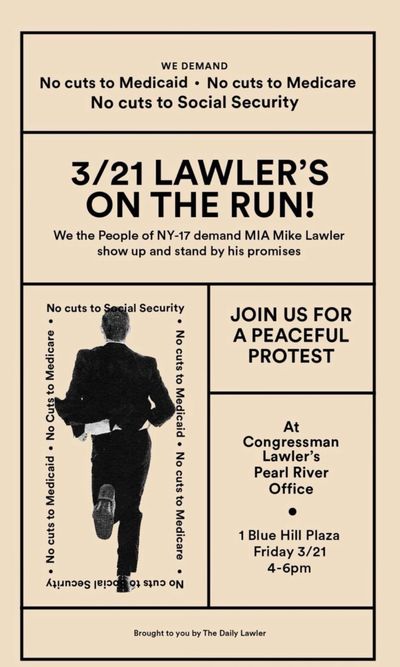 WE DEMAND
No cuts to Medicaid • No cuts to Medicare
No cuts to Social Security
3/21 LAWLER'S
ON THE RUN!
We the People of NY-17 demand MIA Mike Lawler
show up and stand by his promises
No cuts to Social Security
• No cuts to Medicaid • No Cuts to Medicare •
• No cuts to Medicaid • No cuts to Medicare •
No cuts to Social Security
JOIN US FOR
A PEACEFUL
PROTEST
At
Congressman
Lawler's
Pearl River
Office
•
1 Blue Hill Plaza
Friday 3/21
4-6pm
Brought to you by The Daily Lawler